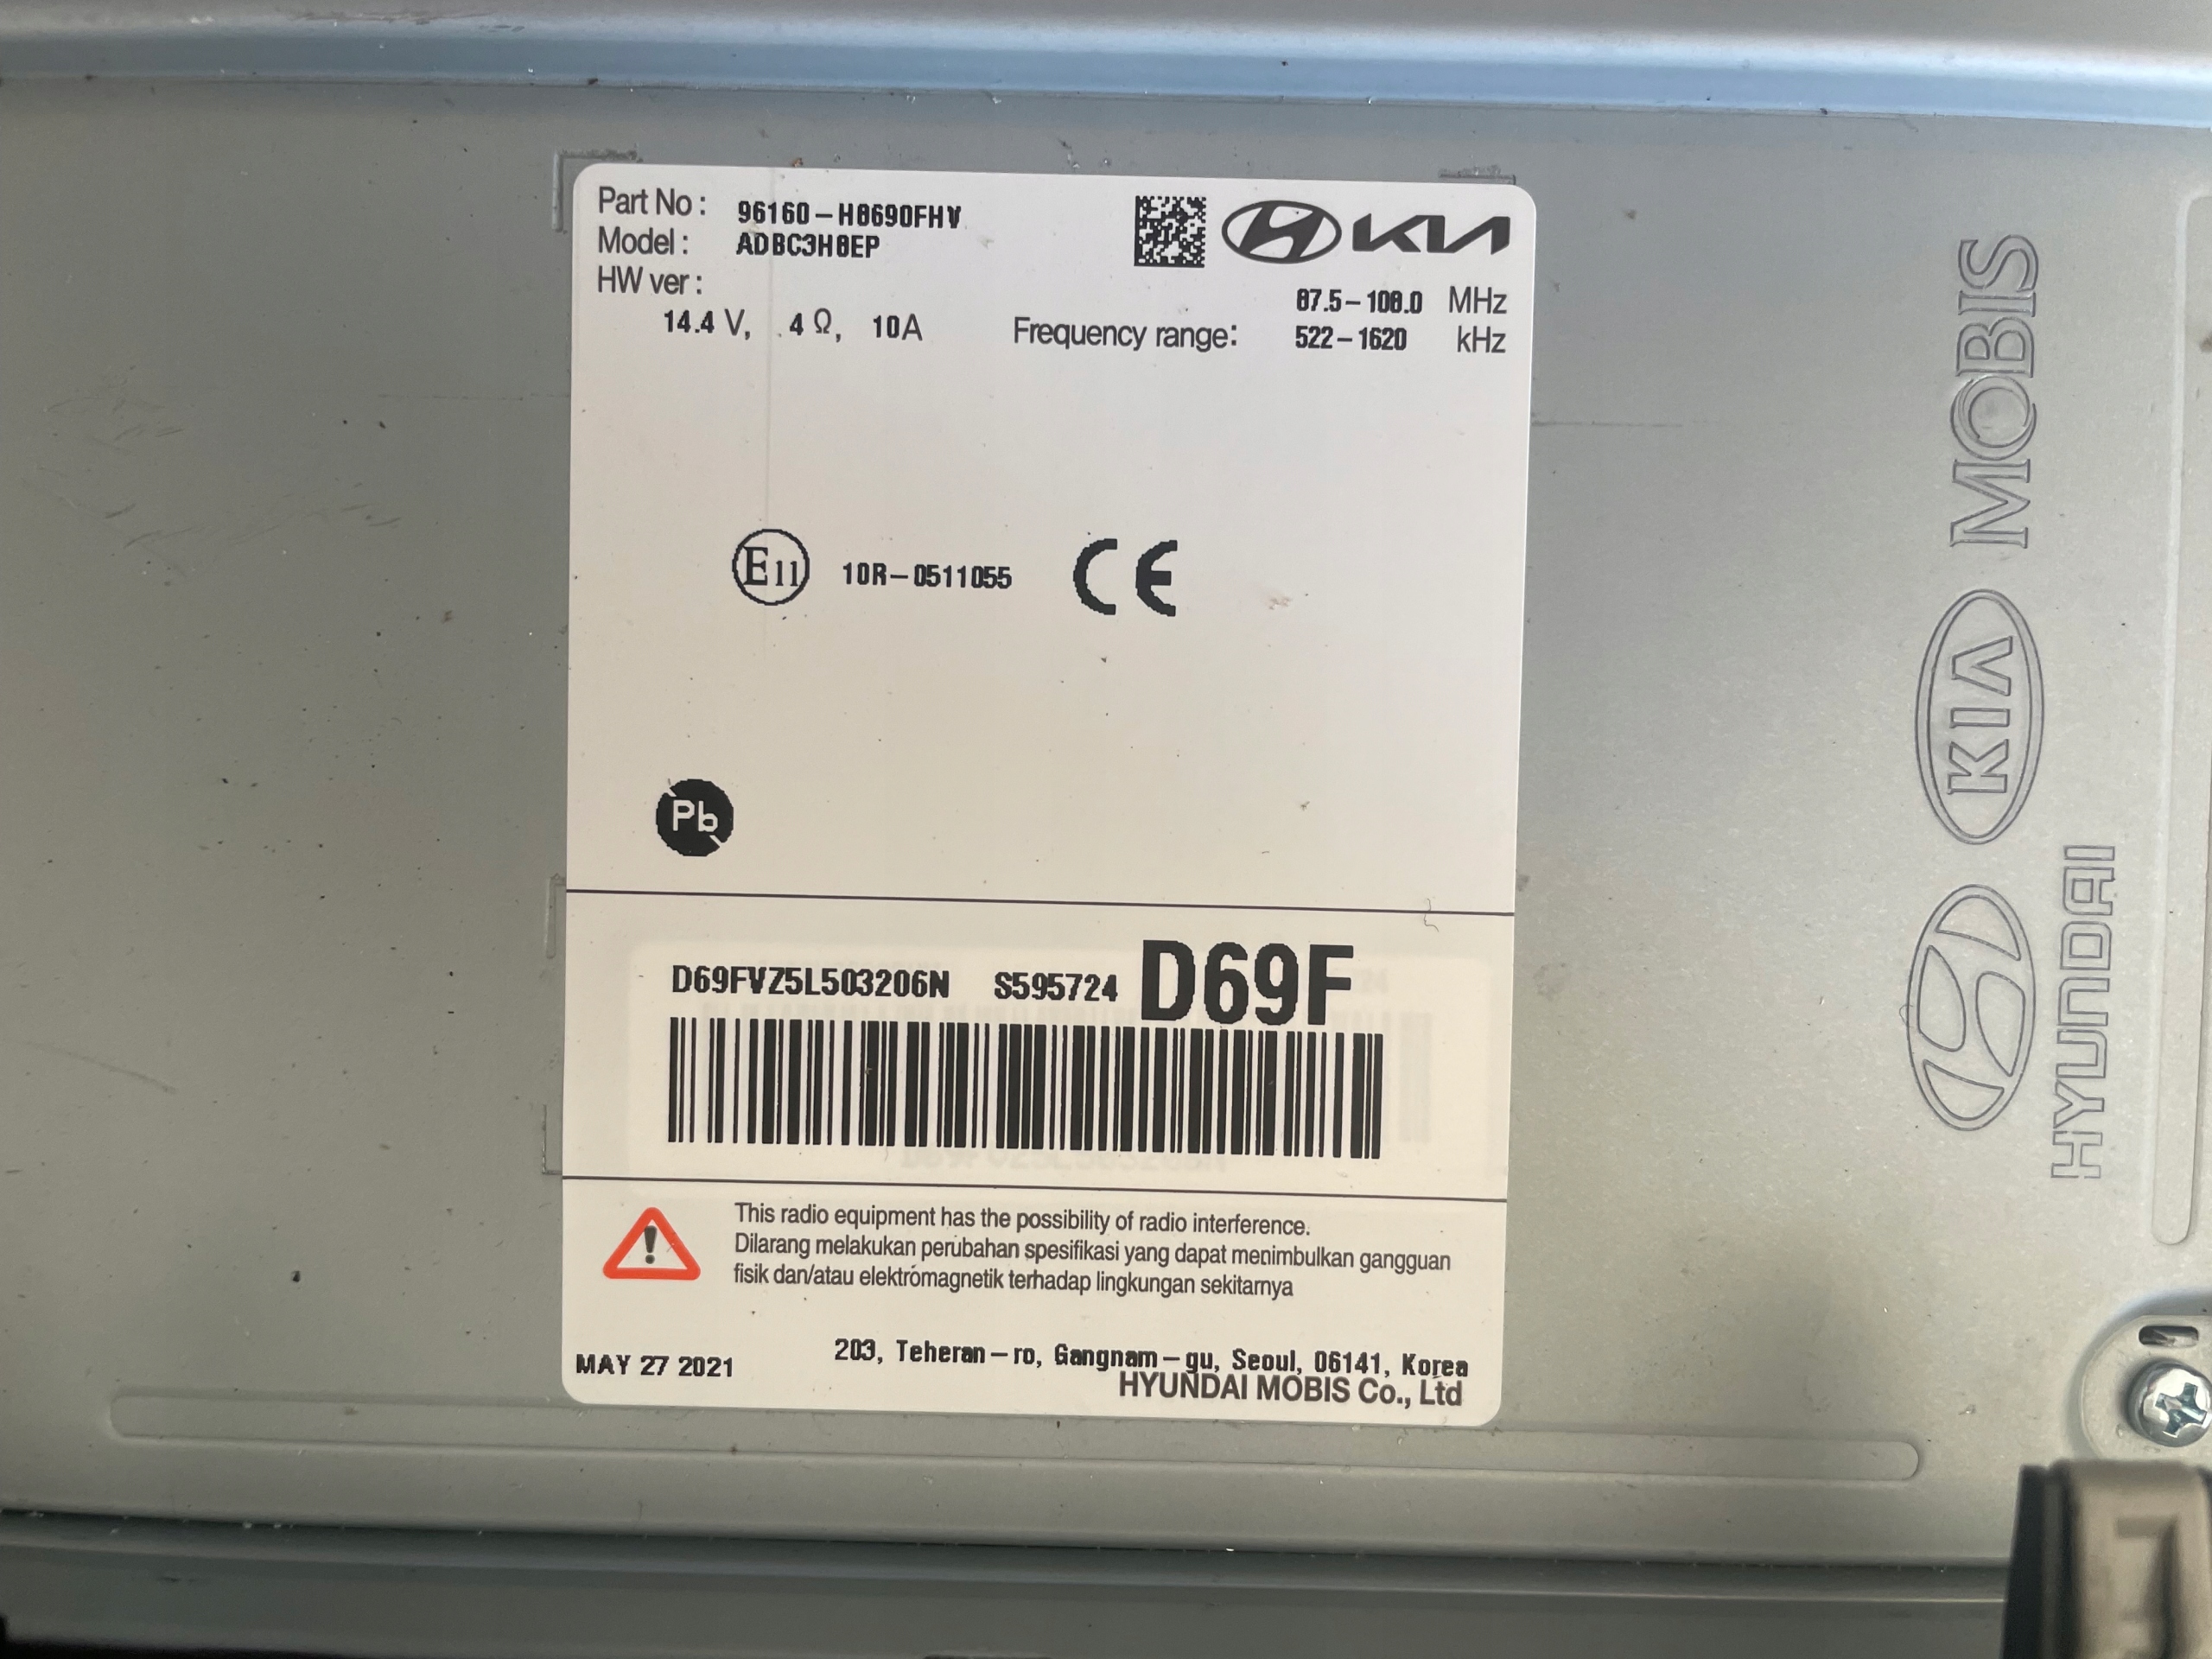 Part No : 96160-H8690FHV
Model : ADBC3H8EP
HW ver :
14.4 V, 4 Ω, 10A
KIA
Frequency range: 87.5-108.0 MHz
522-1620 kHz
E11 10R-0511055 CE
Pb
D69FVZ5L503206N S595724 D69F
This radio equipment has the possibility of radio interference.
Dilarang melakukan perubahan spesifikasi yang dapat menimbulkan gangguan
fisik dan/atau elektromagnetik terhadap lingkungan sekitarnya
MAY 27 2021
203, Teheran-ro, Gangnam-gu, Seoul, 06141, Korea
HYUNDAI MOBIS Co., Ltd
HYUNDAI
KIA
MOBIS